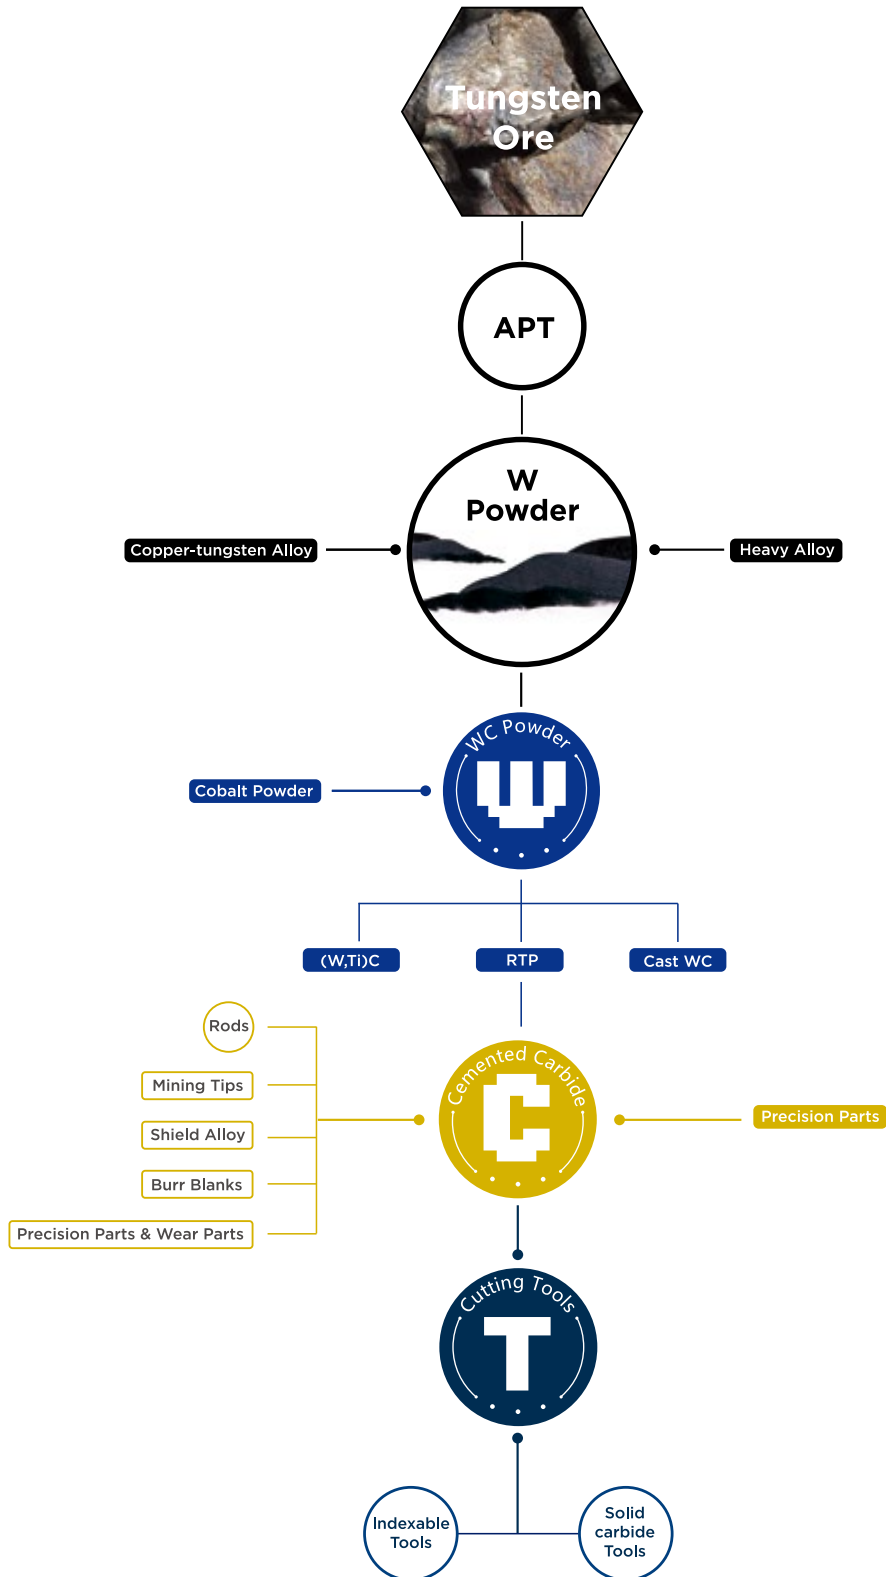 Tungsten
Ore
APT
W
Powder
Copper-tungsten Alloy
Heavy Alloy
WC Powder
W
Cobalt Powder
(W,Ti)C
RTP
Cast WC
Rods
Mining Tips
Shield Alloy
Burr Blanks
Precision Parts & Wear Parts
Cemented Carbide
C
Precision Parts
Cutting Tools
T
Indexable
Tools
Solid
carbide
Tools